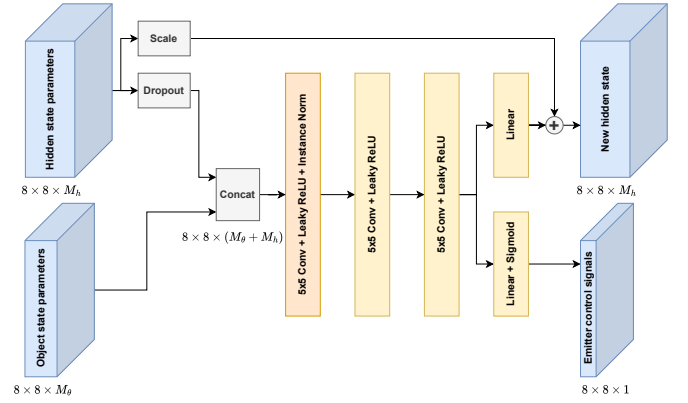 Hidden state parameters
8 × 8 × M_h
Scale
Dropout
Concat
8 × 8 × (M_θ + M_h)
Object state parameters
8 × 8 × M_θ
5x5 Conv + Leaky ReLU + Instance Norm
5x5 Conv + Leaky ReLU
5x5 Conv + Leaky ReLU
Linear
Linear + Sigmoid
+
New hidden state
8 × 8 × M_h
Emitter control signals
8 × 8 × 1